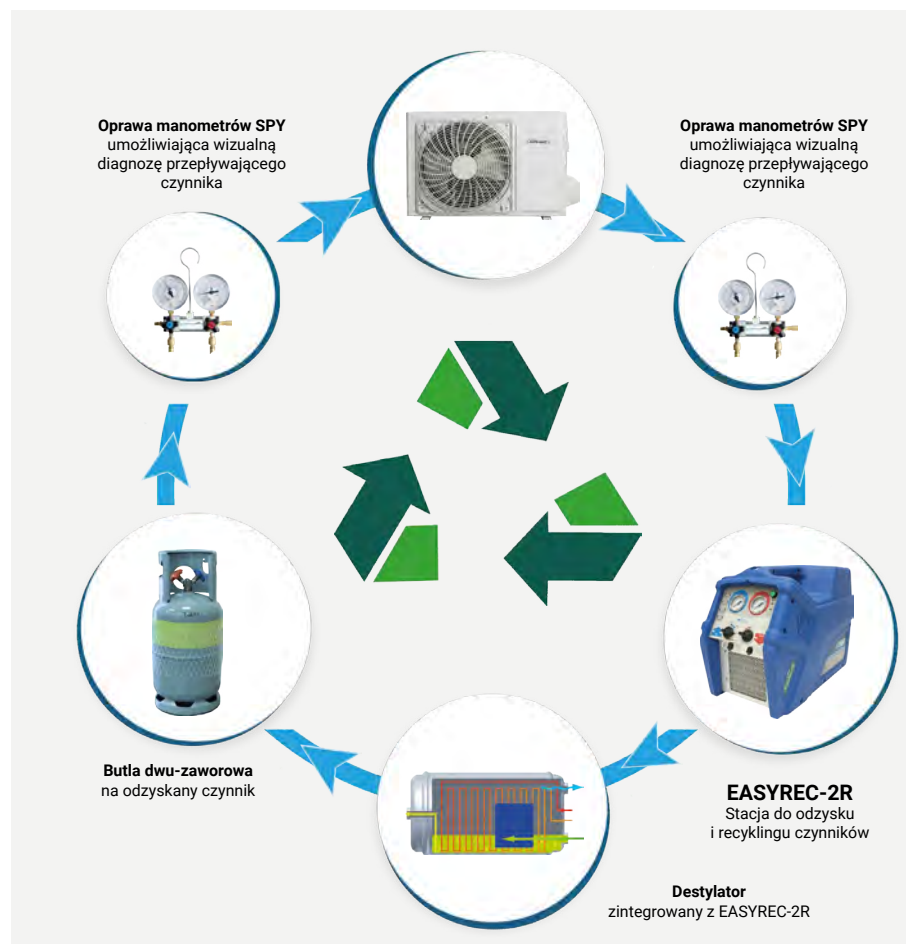 Oprawa manometrów SPY
umożliwiająca wizualną
diagnozę przepływającego
czynnika
Oprawa manometrów SPY
umożliwiająca wizualną
diagnozę przepływającego
czynnika
Butla dwu-zaworowa
na odzyskany czynnik
EASYREC-2R
Stacja do odzysku
i recyklingu czynników
Destylator
zintegrowany z EASYREC-2R